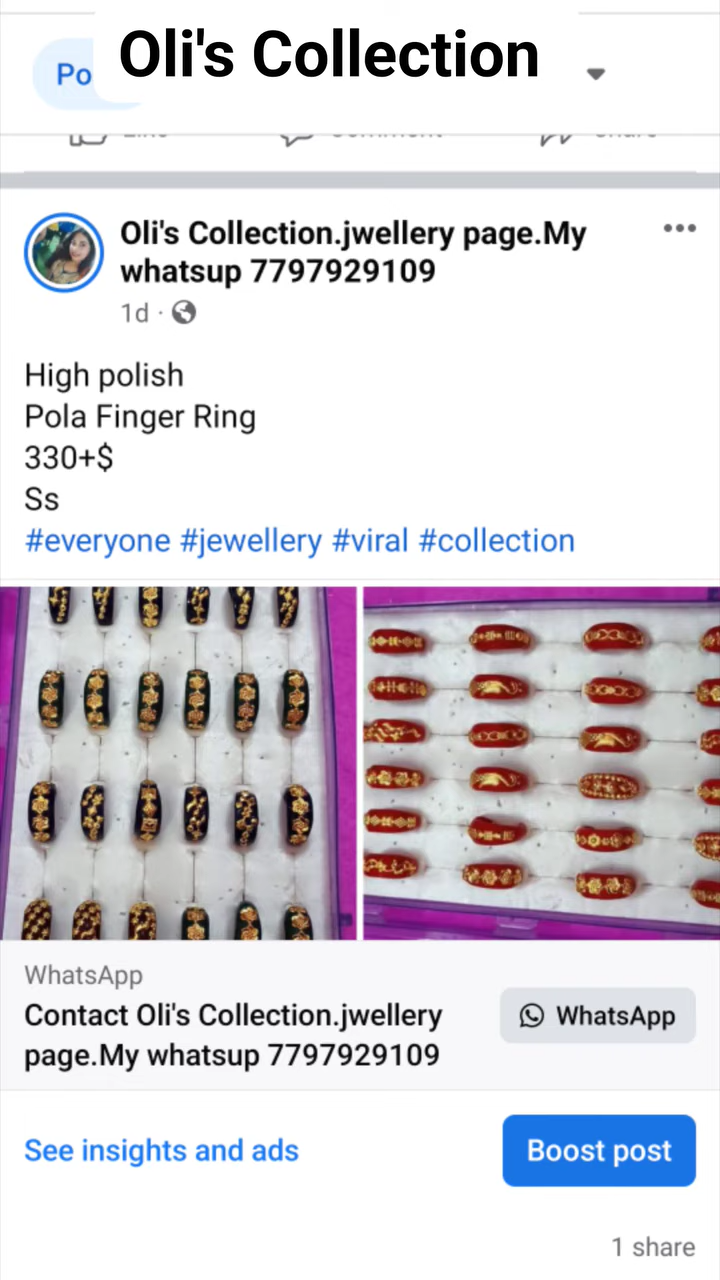 Oli's Collection
Po
Oli's Collection.jwellery page.My
whatsup 7797929109
1d ·
High polish
Pola Finger Ring
330+$
Ss
#everyone #jewellery #viral #collection
WhatsApp
Contact Oli's Collection.jwellery
page.My whatsup 7797929109
WhatsApp
See insights and ads
Boost post
1 share